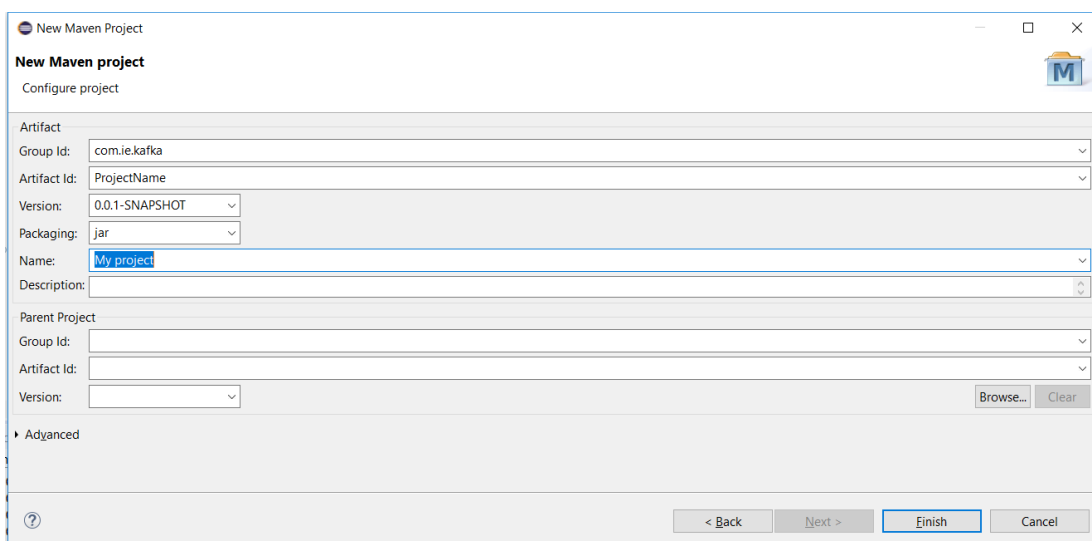 New Maven Project
New Maven project
Configure project
Artifact
Group Id: com.ie.kafka
Artifact Id: ProjectName
Version: 0.0.1-SNAPSHOT
Packaging: jar
Name: My project
Description:
Parent Project
Group Id:
Artifact Id:
Version: Browse... Clear
Advanced
? < Back Next > Finish Cancel